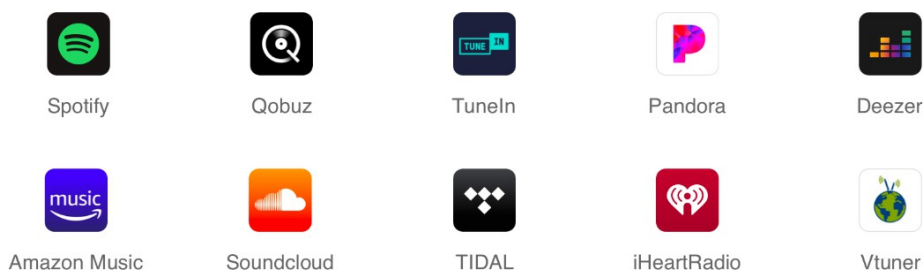 TUNE IN
Spotify
Qobuz
TuneIn
Pandora
Deezer
music
Amazon Music
Soundcloud
TIDAL
iHeartRadio
Vtuner